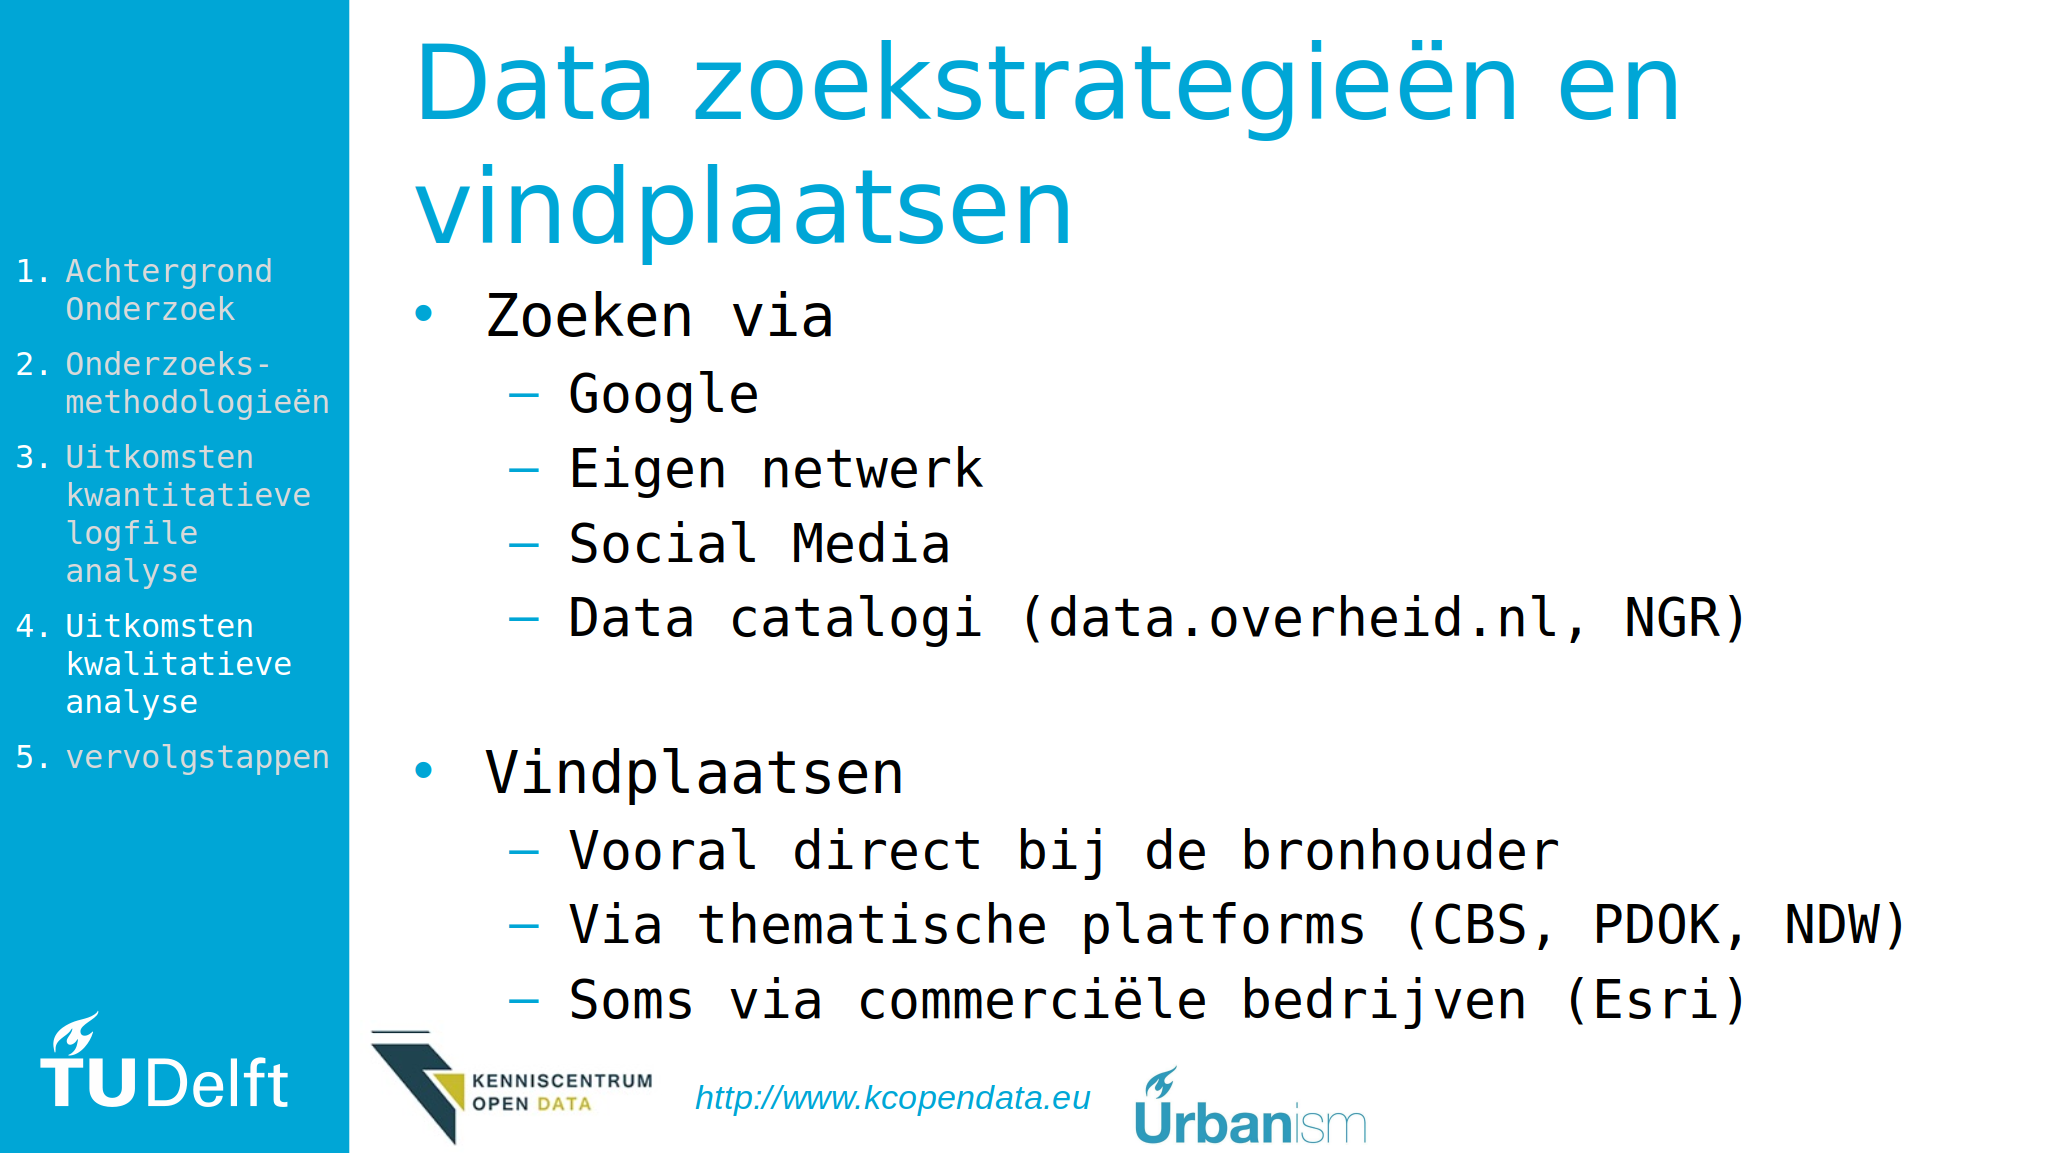 Data zoekstrategieën en
vindplaatsen
1. Achtergrond
Onderzoek
2. Onderzoeks-
methodologieën
3. Uitkomsten
kwantitatieve
logfile
analyse
4. Uitkomsten
kwalitatieve
analyse
5. vervolgstappen
• Zoeken via
– Google
– Eigen netwerk
– Social Media
– Data catalogi (data.overheid.nl, NGR)
• Vindplaatsen
– Vooral direct bij de bronhouder
– Via thematische platforms (CBS, PDOK, NDW)
– Soms via commerciële bedrijven (Esri)
TUDelft
KENNISCENTRUM
OPEN DATA
http://www.kcopendata.eu
Urbanism